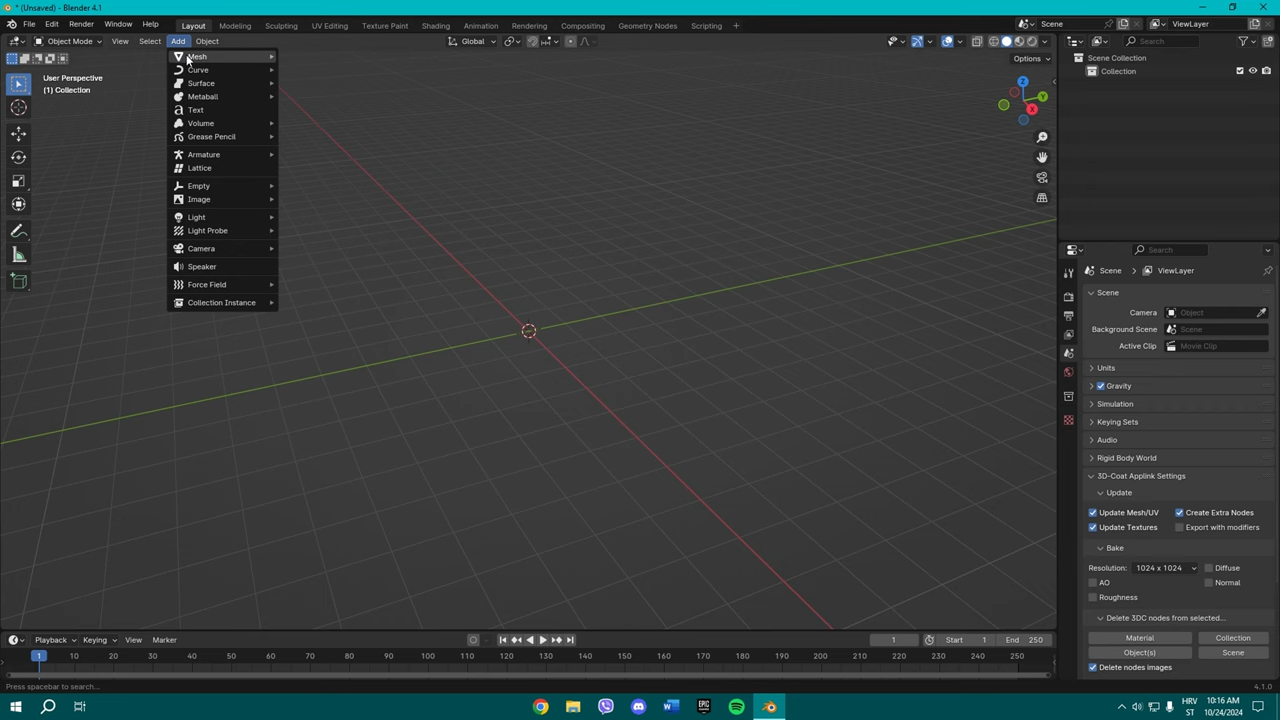 * (Unsaved) - Blender 4.1
File Edit Render Window Help Layout Modeling Sculpting UV Editing Texture Paint Shading Animation Rendering Compositing Geometry Nodes Scripting + Scene ViewLayer
Object Mode View Select Add Object Global Search
Options
User Perspective
(1) Collection
Mesh
Curve
Surface
Metaball
Text
Volume
Grease Pencil
Armature
Lattice
Empty
Image
Light
Light Probe
Camera
Speaker
Force Field
Collection Instance
Z
Y
X
Scene Collection
Collection
Search
Scene ViewLayer
Scene
Camera Object
Background Scene Scene
Active Clip Movie Clip
Units
Gravity
Simulation
Keying Sets
Audio
Rigid Body World
3D-Coat Applink Settings
Update
Update Mesh/UV Create Extra Nodes
Update Textures Export with modifiers
Bake
Resolution: 1024 x 1024 Diffuse
AO Normal
Roughness
Delete 3DC nodes from selected...
Material Collection
Object(s) Scene
Delete nodes images
Playback Keying View Marker 1 Start 1 End 250
1 10 20 30 40 50 60 70 80 90 100 110 120 130 140 150 160 170 180 190 200 210 220 230 240 250
Press spacebar to search... 4.1.0
HRV 10:16 AM
ST 10/24/2024